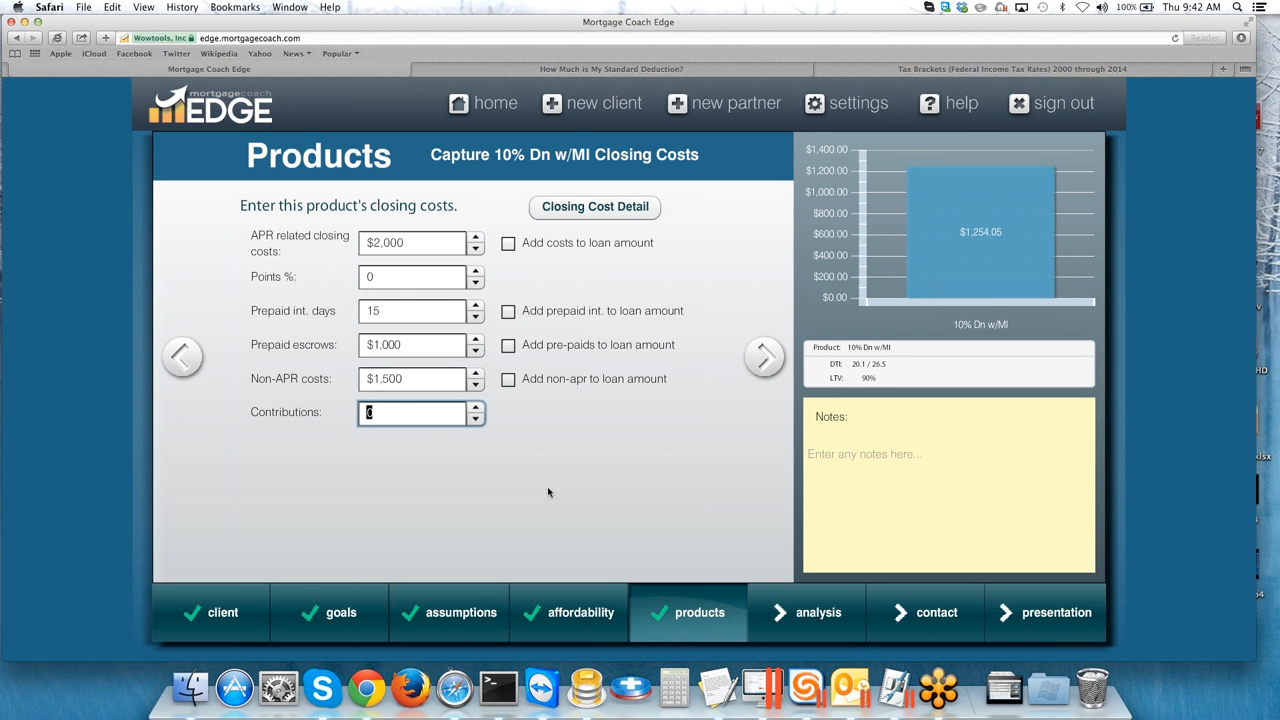 Safari File Edit View History Bookmarks Window Help 100% Thu 9:42 AM
Mortgage Coach Edge
Wowtools, Inc edge.mortgagecoach.com Reader
Apple iCloud Facebook Twitter Wikipedia Yahoo News Popular
Mortgage Coach Edge How Much is My Standard Deduction? Tax Brackets (Federal Income Tax Rates) 2000 through 2014
mortgagecoach
EDGE
home new client new partner settings help sign out
Products Capture 10% Dn w/MI Closing Costs
Enter this product's closing costs. Closing Cost Detail
APR related closing costs: $2,000 Add costs to loan amount
Points %: 0
Prepaid int. days 15 Add prepaid int. to loan amount
Prepaid escrows: $1,000 Add pre-paids to loan amount
Non-APR costs: $1,500 Add non-apr to loan amount
Contributions: 0
$1,400.00
$1,200.00
$1,000.00
$800.00
$600.00
$400.00
$200.00
$0.00
$1,254.05
10% Dn w/MI
Product: 10% Dn w/MI
DTI: 20.1 / 26.5
LTV: 90%
Notes:
Enter any notes here...
client goals assumptions affordability products analysis contact presentation